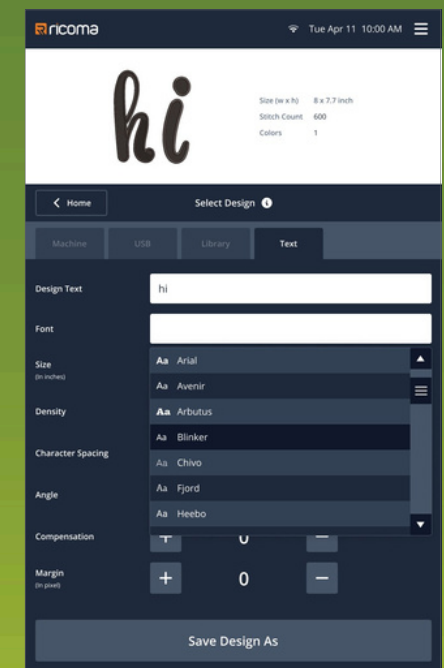 ricoma Tue Apr 11 10:00 AM
hi
Size (w x h) 8 x 7.7 inch
Stitch Count 600
Colors 1
Home Select Design
Machine USB Library Text
Design Text hi
Font
Size
(In inches)
Aa Arial
Aa Avenir
Density
Aa Arbutus
Aa Blinker
Character Spacing
Aa Chivo
Angle
Aa Fjord
Aa Heebo
Compensation + 0 −
Margin
(In pixel)
+ 0 −
Save Design As